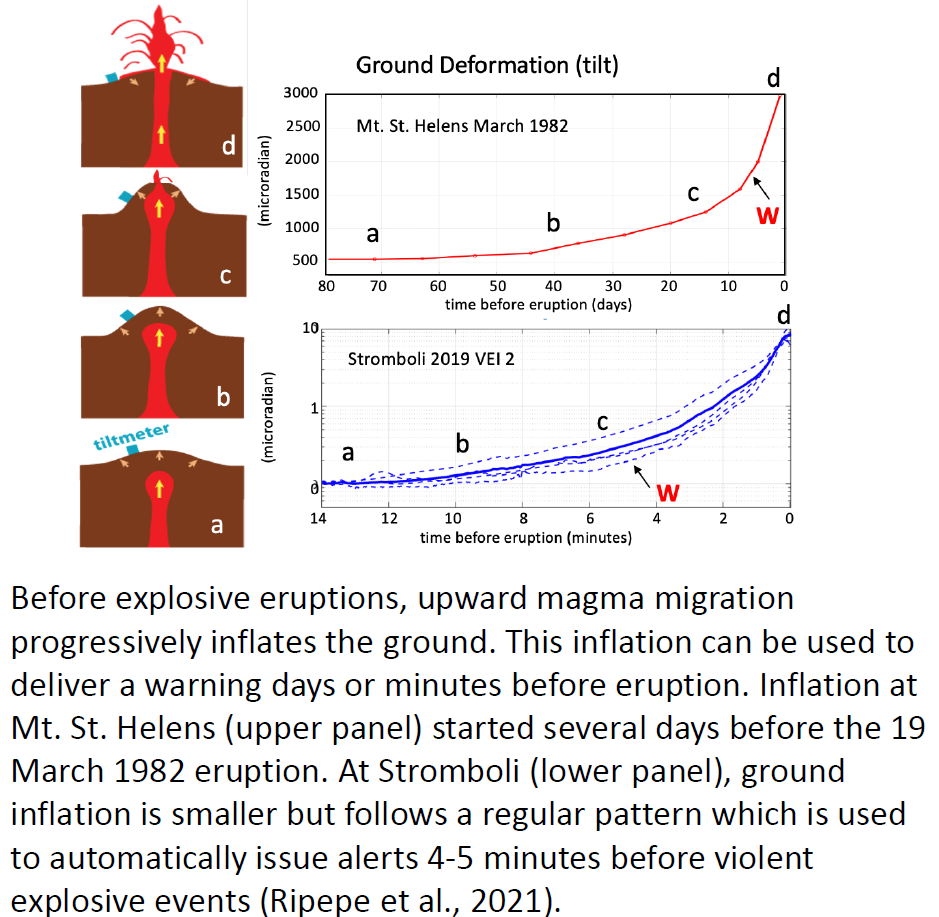 Ground Deformation (tilt)
d
3000
2500
2000
1500
1000
500
(microradian)
Mt. St. Helens March 1982
a
b
c
d
W
80 70 60 50 40 30 20 10 0
time before eruption (days)
c
b
tiltmeter
a
10
1
0
(microradian)
Stromboli 2019 VEI 2
a
b
c
d
W
14 12 10 8 6 4 2 0
time before eruption (minutes)
Before explosive eruptions, upward magma migration
progressively inflates the ground. This inflation can be used to
deliver a warning days or minutes before eruption. Inflation at
Mt. St. Helens (upper panel) started several days before the 19
March 1982 eruption. At Stromboli (lower panel), ground
inflation is smaller but follows a regular pattern which is used
to automatically issue alerts 4-5 minutes before violent
explosive events (Ripepe et al., 2021).